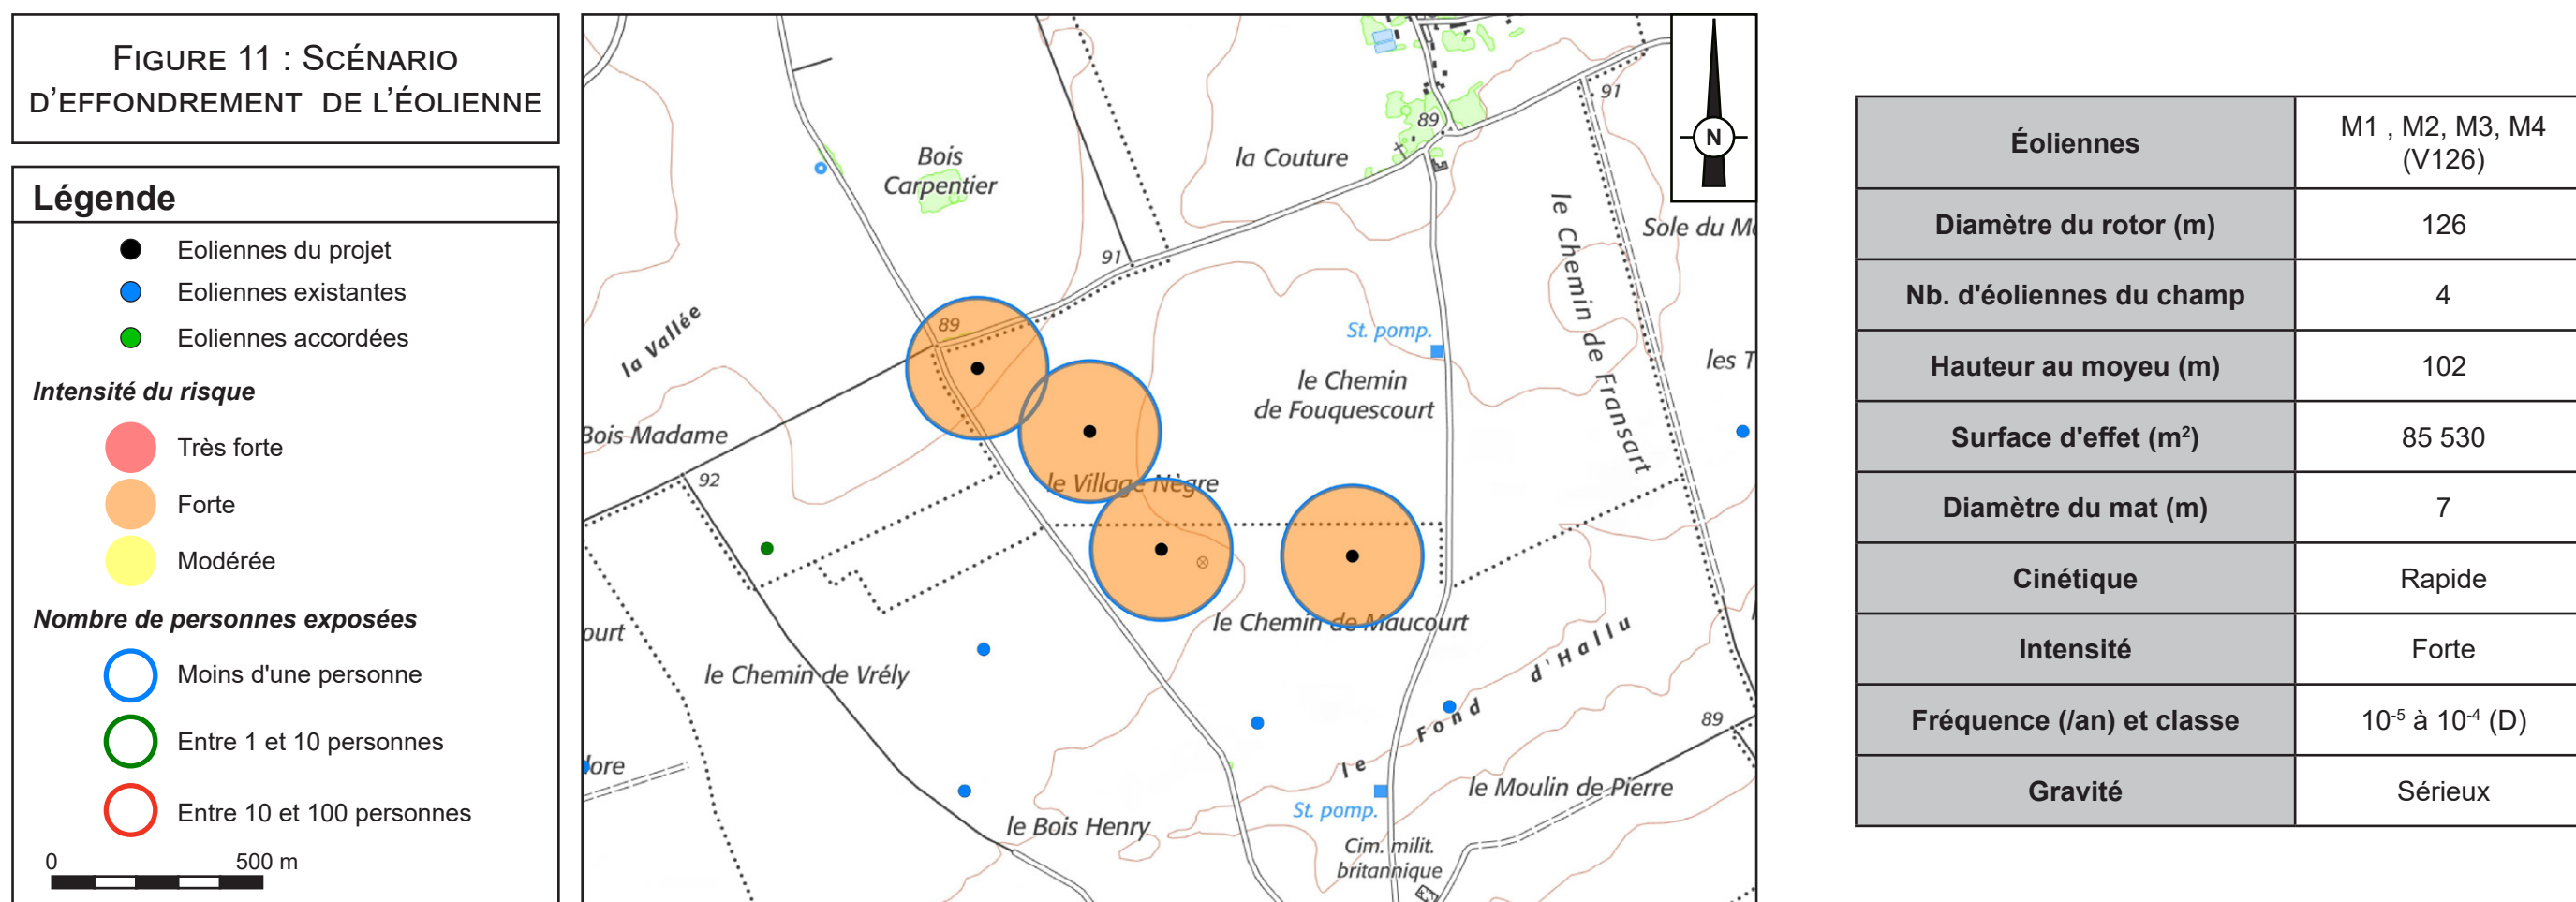 FIGURE 11 : SCÉNARIO
D'EFFONDREMENT DE L'ÉOLIENNE
Légende
Eoliennes du projet
Eoliennes existantes
Eoliennes accordées
Intensité du risque
Très forte
Forte
Modérée
Nombre de personnes exposées
Moins d'une personne
Entre 1 et 10 personnes
Entre 10 et 100 personnes
0 500 m
N
91
89
Bois
Carpentier
la Couture
le Chemin de Fransart
Sole du Mo
91
la Vallée
89
St. pomp.
les T
le Chemin
de Fouquescourt
Bois Madame
92
le Village Nègre
ourt
le Chemin de Maucourt
le Chemin de Vrély
le Fond d'Hallu
89
lore
le Moulin de Pierre
St. pomp.
le Bois Henry
Cim. milit.
britannique
Éoliennes M1 , M2, M3, M4
(V126)
Diamètre du rotor (m) 126
Nb. d'éoliennes du champ 4
Hauteur au moyeu (m) 102
Surface d'effet (m²) 85 530
Diamètre du mat (m) 7
Cinétique Rapide
Intensité Forte
Fréquence (/an) et classe 10⁻⁵ à 10⁻⁴ (D)
Gravité Sérieux